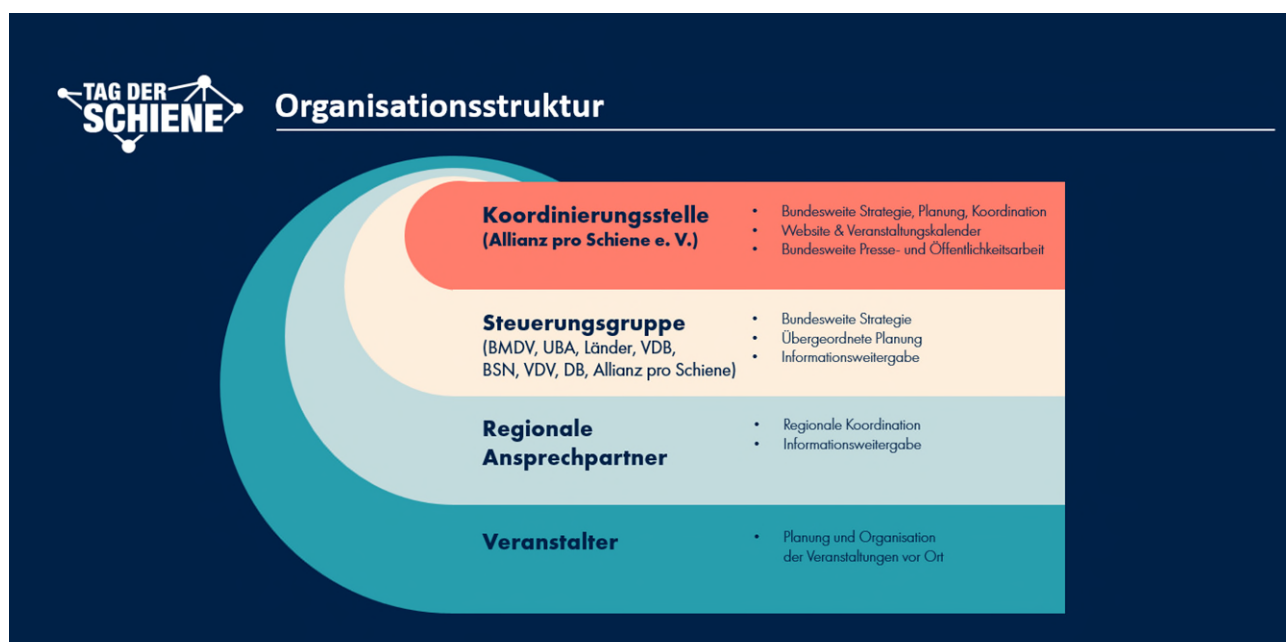 TAG DER
SCHIENE
Organisationsstruktur
Koordinierungsstelle
(Allianz pro Schiene e. V.)
• Bundesweite Strategie, Planung, Koordination
• Website & Veranstaltungskalender
• Bundesweite Presse- und Öffentlichkeitsarbeit
Steuerungsgruppe
(BMDV, UBA, Länder, VDB,
BSN, VDV, DB, Allianz pro Schiene)
• Bundesweite Strategie
• Übergeordnete Planung
• Informationsweitergabe
Regionale
Ansprechpartner
• Regionale Koordination
• Informationsweitergabe
Veranstalter
• Planung und Organisation
der Veranstaltungen vor Ort